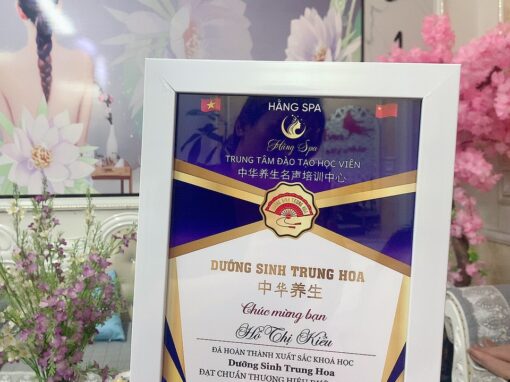 HẰNG SPA
Hằng Spa
TRUNG TÂM ĐÀO TẠO HỌC VIÊN
中华养生名声培训中心
DƯỠNG SINH TRUNG HOA
中华养生
Chúc mừng bạn
Hồ Thị Kiều
ĐÃ HOÀN THÀNH XUẤT SẮC KHOÁ HỌC
Dưỡng Sinh Trung Hoa
ĐẠT CHUẨN THƯƠNG HIỆU